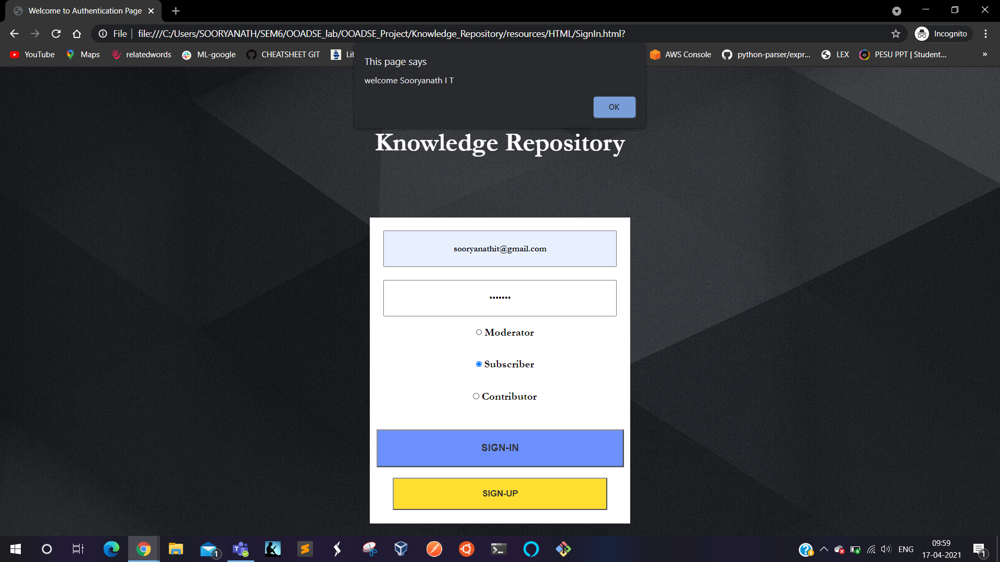 Welcome to Authentication Page
File
file:///C:/Users/SOORYANATH/SEM6/OOADSE_lab/OOADSE_Project/Knowledge_Repository/resources/HTML/SignIn.html?
Incognito
YouTube
Maps
relatedwords
ML-google
CHEATSHEET GIT
AWS Console
python-parser/expr...
LEX
PESU PPT | Student...
»
This page says
welcome Sooryanath I T
OK
Knowledge Repository
sooryanathit@gmail.com
•••••••
Moderator
Subscriber
Contributor
SIGN-IN
SIGN-UP
1
ENG
09:59
17-04-2021
1